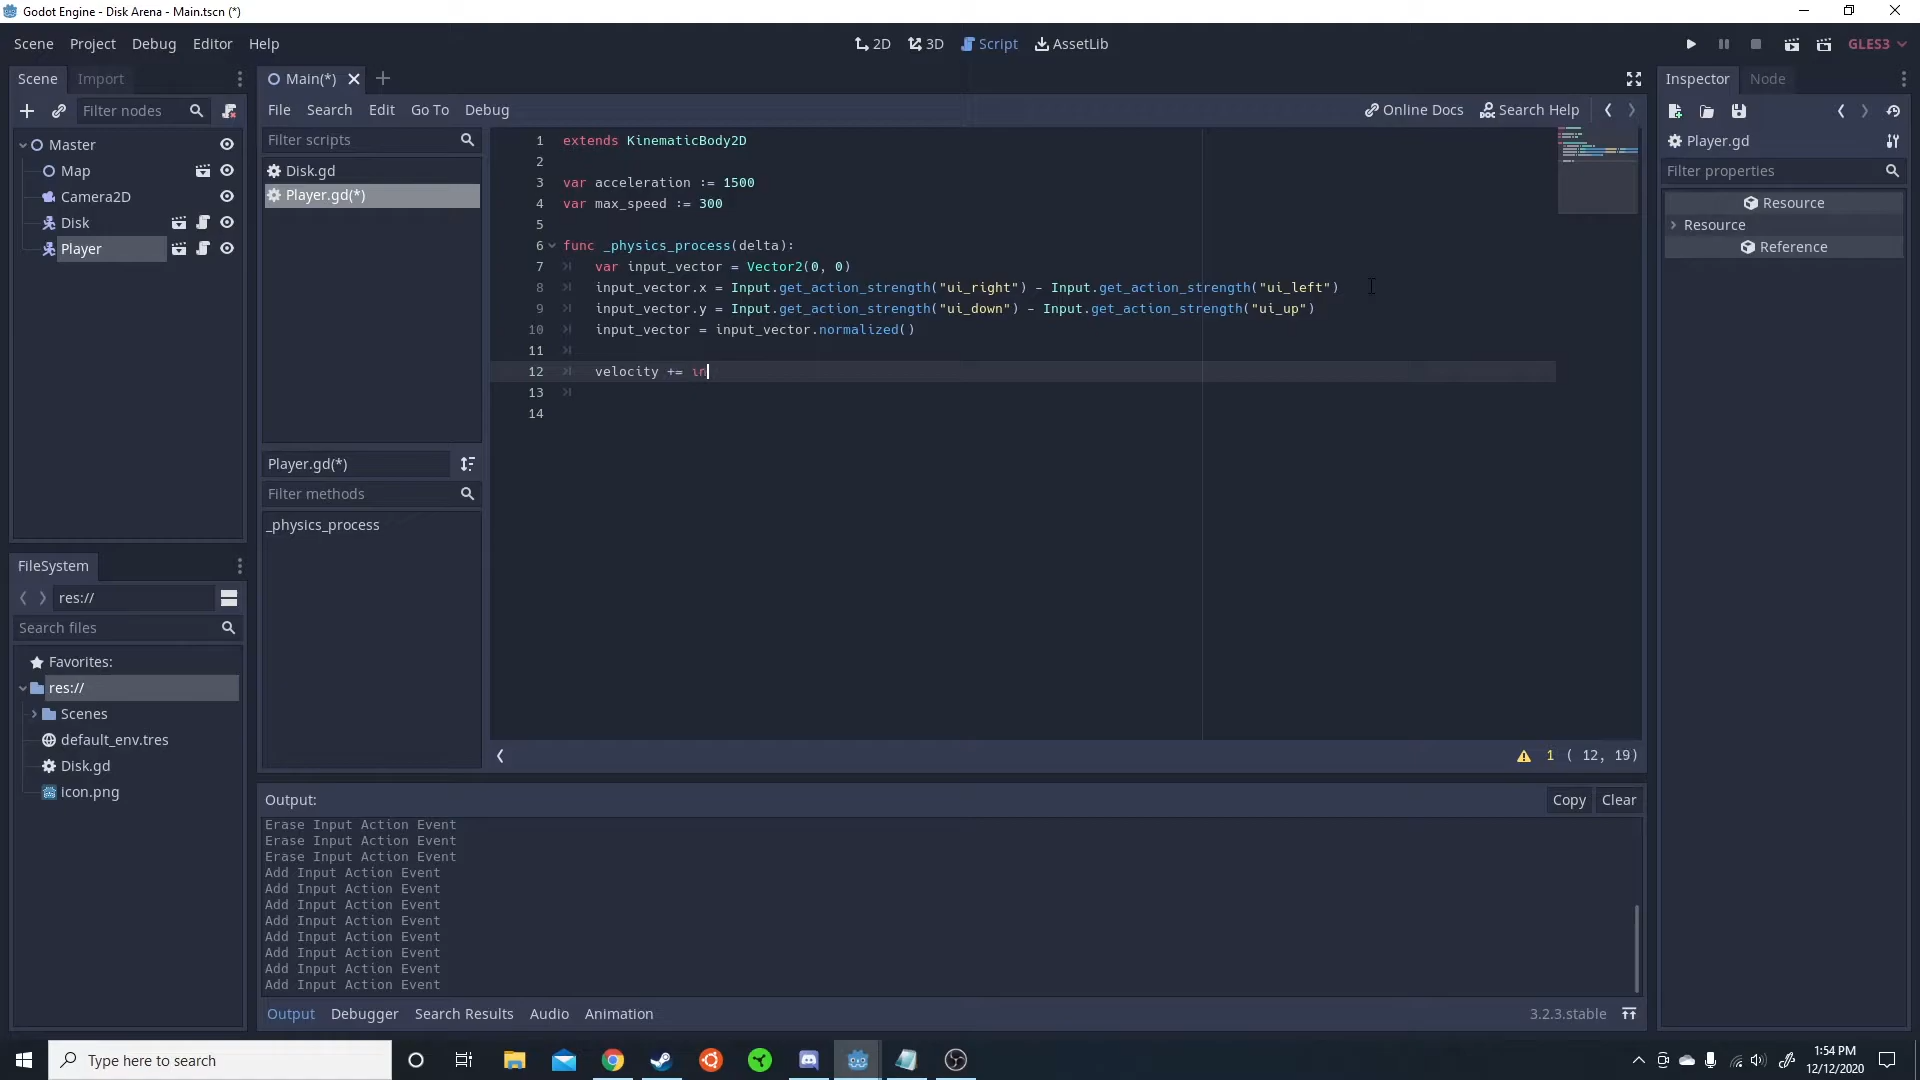 Godot Engine - Disk Arena - Main.tscn (*)
Scene Project Debug Editor Help
2D 3D Script AssetLib
GLES3
Scene Import
Filter nodes
Master
Map
Camera2D
Disk
Player
FileSystem
res://
Search files
Favorites:
res://
Scenes
default_env.tres
Disk.gd
icon.png
Main(*)
File Search Edit Go To Debug
Online Docs Search Help
Filter scripts
Disk.gd
Player.gd(*)
Player.gd(*)
Filter methods
_physics_process
1 extends KinematicBody2D
2
3 var acceleration := 1500
4 var max_speed := 300
5
6 func _physics_process(delta):
7 var input_vector = Vector2(0, 0)
8 input_vector.x = Input.get_action_strength("ui_right") - Input.get_action_strength("ui_left")
9 input_vector.y = Input.get_action_strength("ui_down") - Input.get_action_strength("ui_up")
10 input_vector = input_vector.normalized()
11
12 velocity += in
13
14
1 ( 12, 19)
Output:
Copy Clear
Erase Input Action Event
Erase Input Action Event
Erase Input Action Event
Add Input Action Event
Add Input Action Event
Add Input Action Event
Add Input Action Event
Add Input Action Event
Add Input Action Event
Add Input Action Event
Add Input Action Event
Output Debugger Search Results Audio Animation
3.2.3.stable
Inspector Node
Player.gd
Filter properties
Resource
Resource
Reference
Type here to search
1:54 PM
12/12/2020